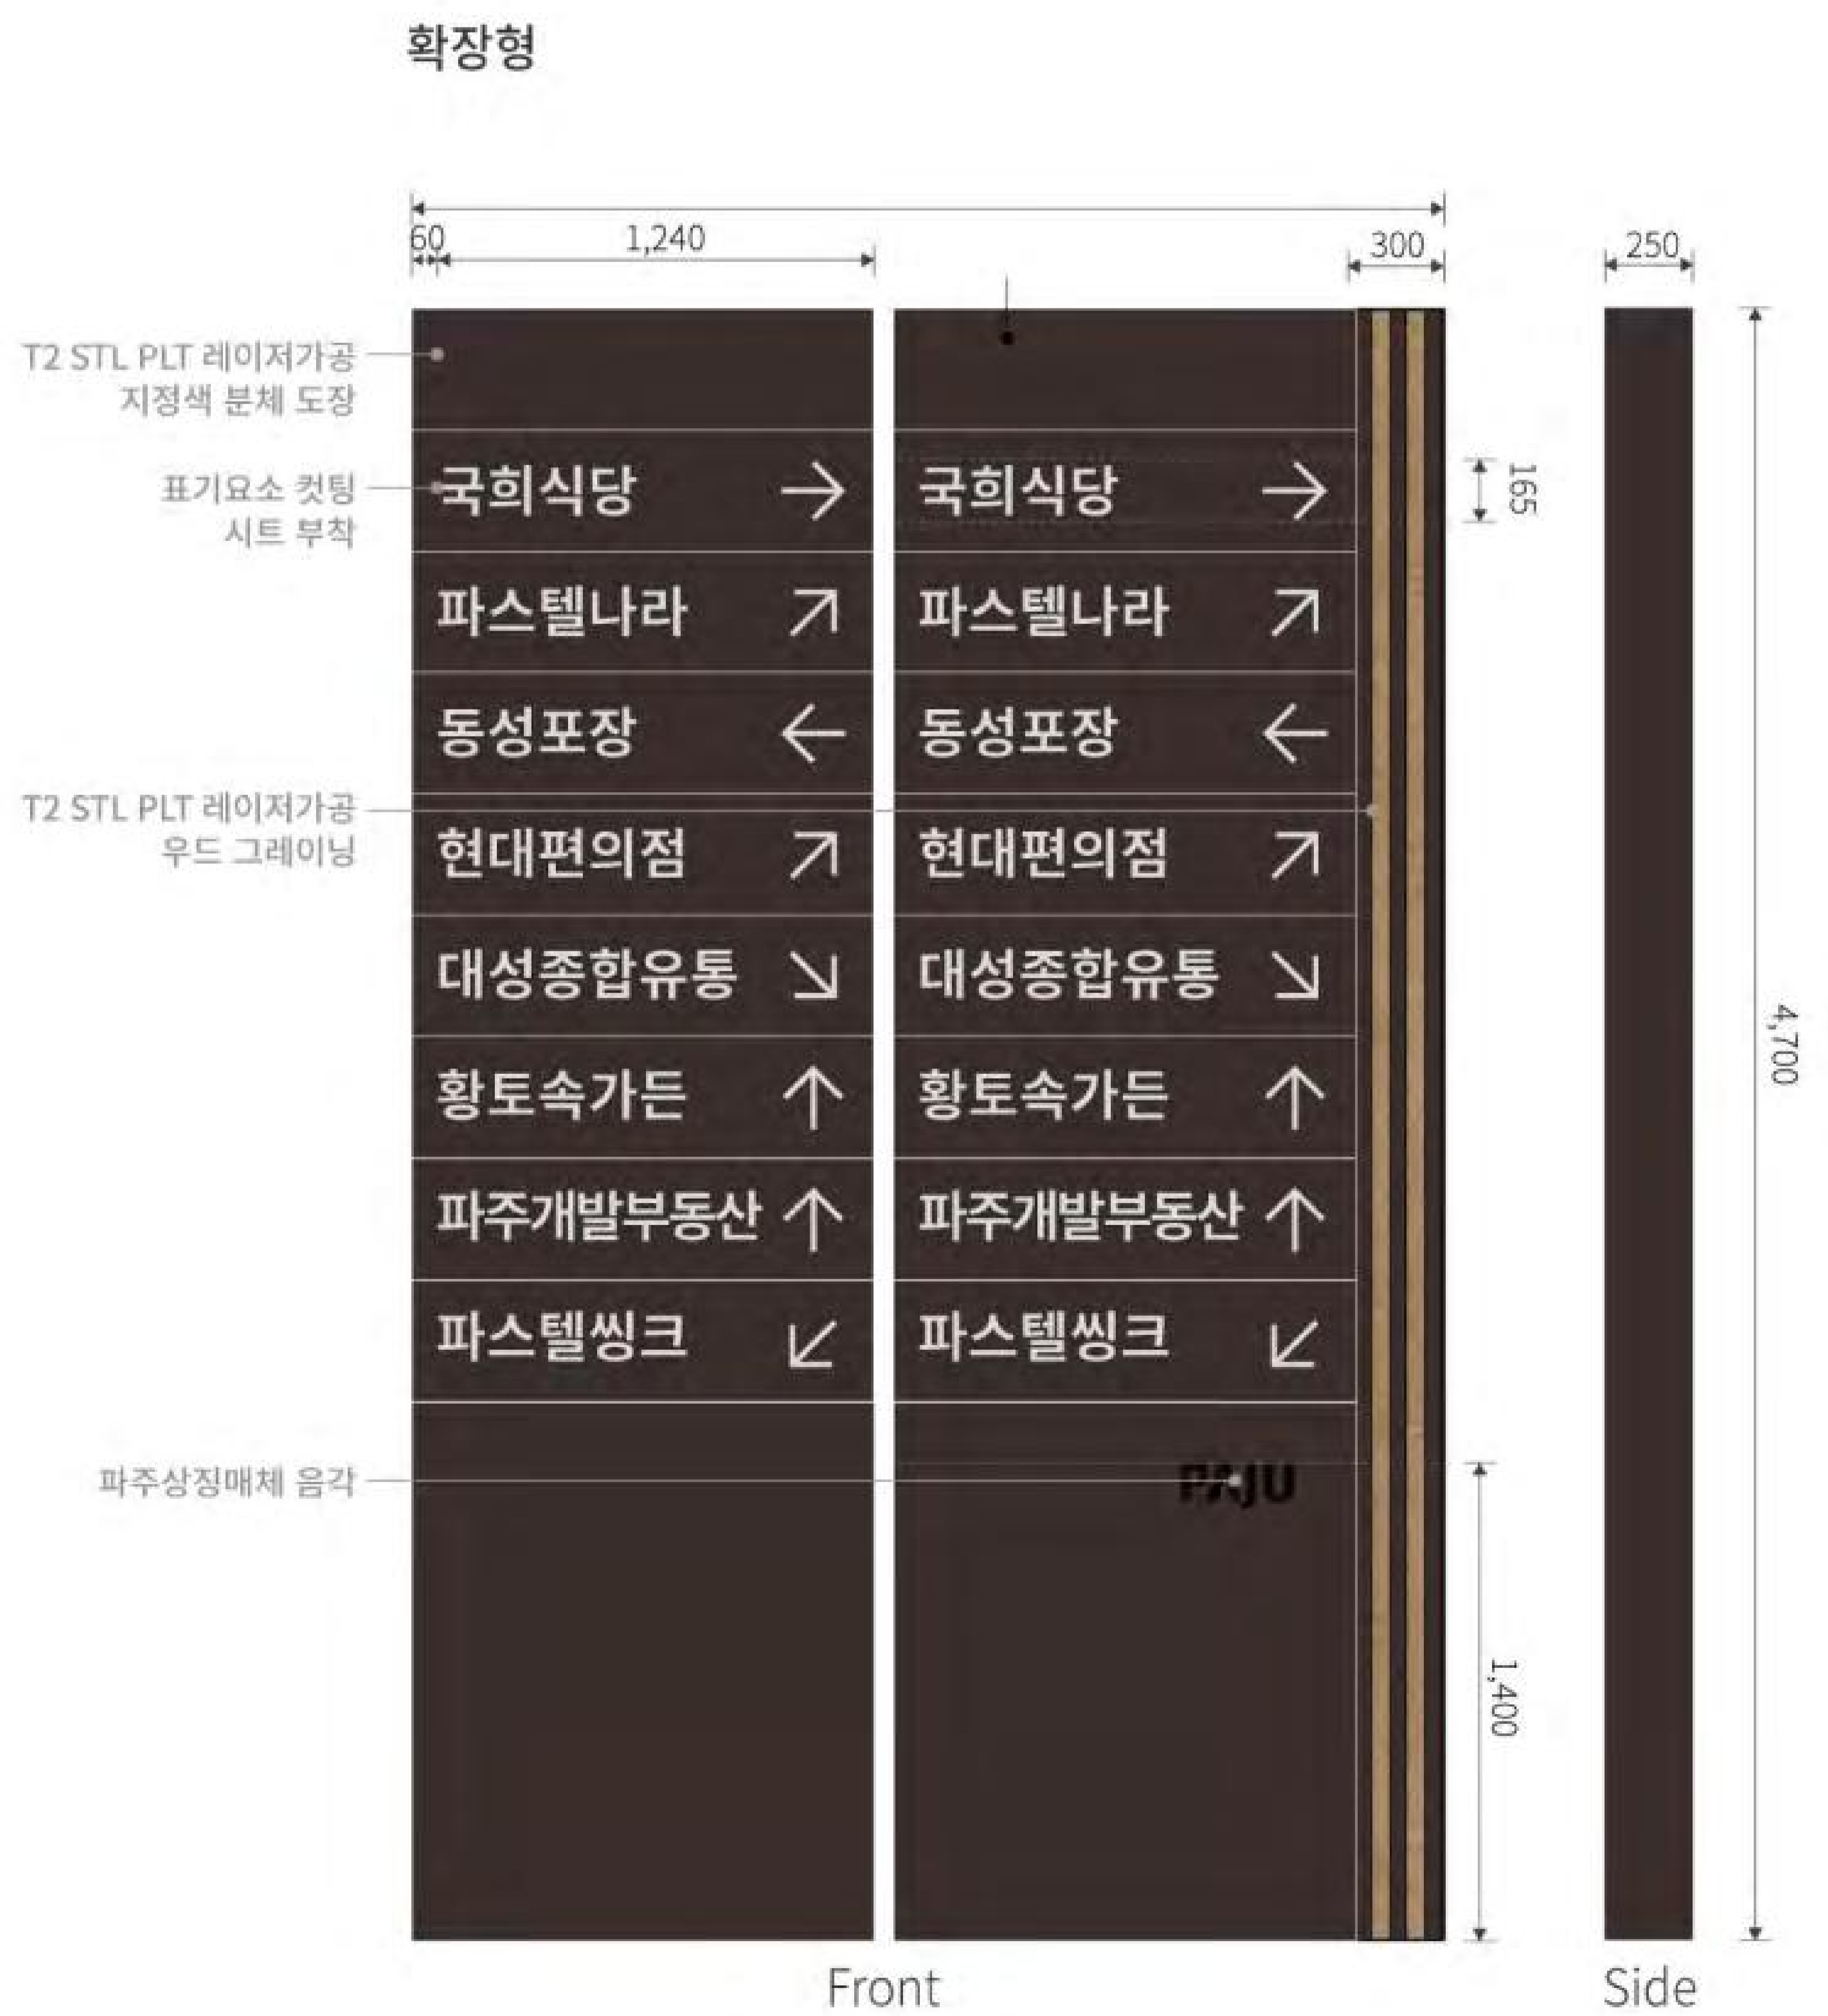 확장형
60
1,240
300
250
T2 STL PLT 레이저가공
지정색 분체 도장
표기요소 컷팅
시트 부착
T2 STL PLT 레이저가공
우드 그레이닝
파주상징매체 음각
국희식당
파스텔나라
동성포장
현대편의점
대성종합유통
황토속가든
파주개발부동산
파스텔씽크
국희식당
파스텔나라
동성포장
현대편의점
대성종합유통
황토속가든
파주개발부동산
파스텔씽크
PAJU
165
1,400
4,700
Front
Side